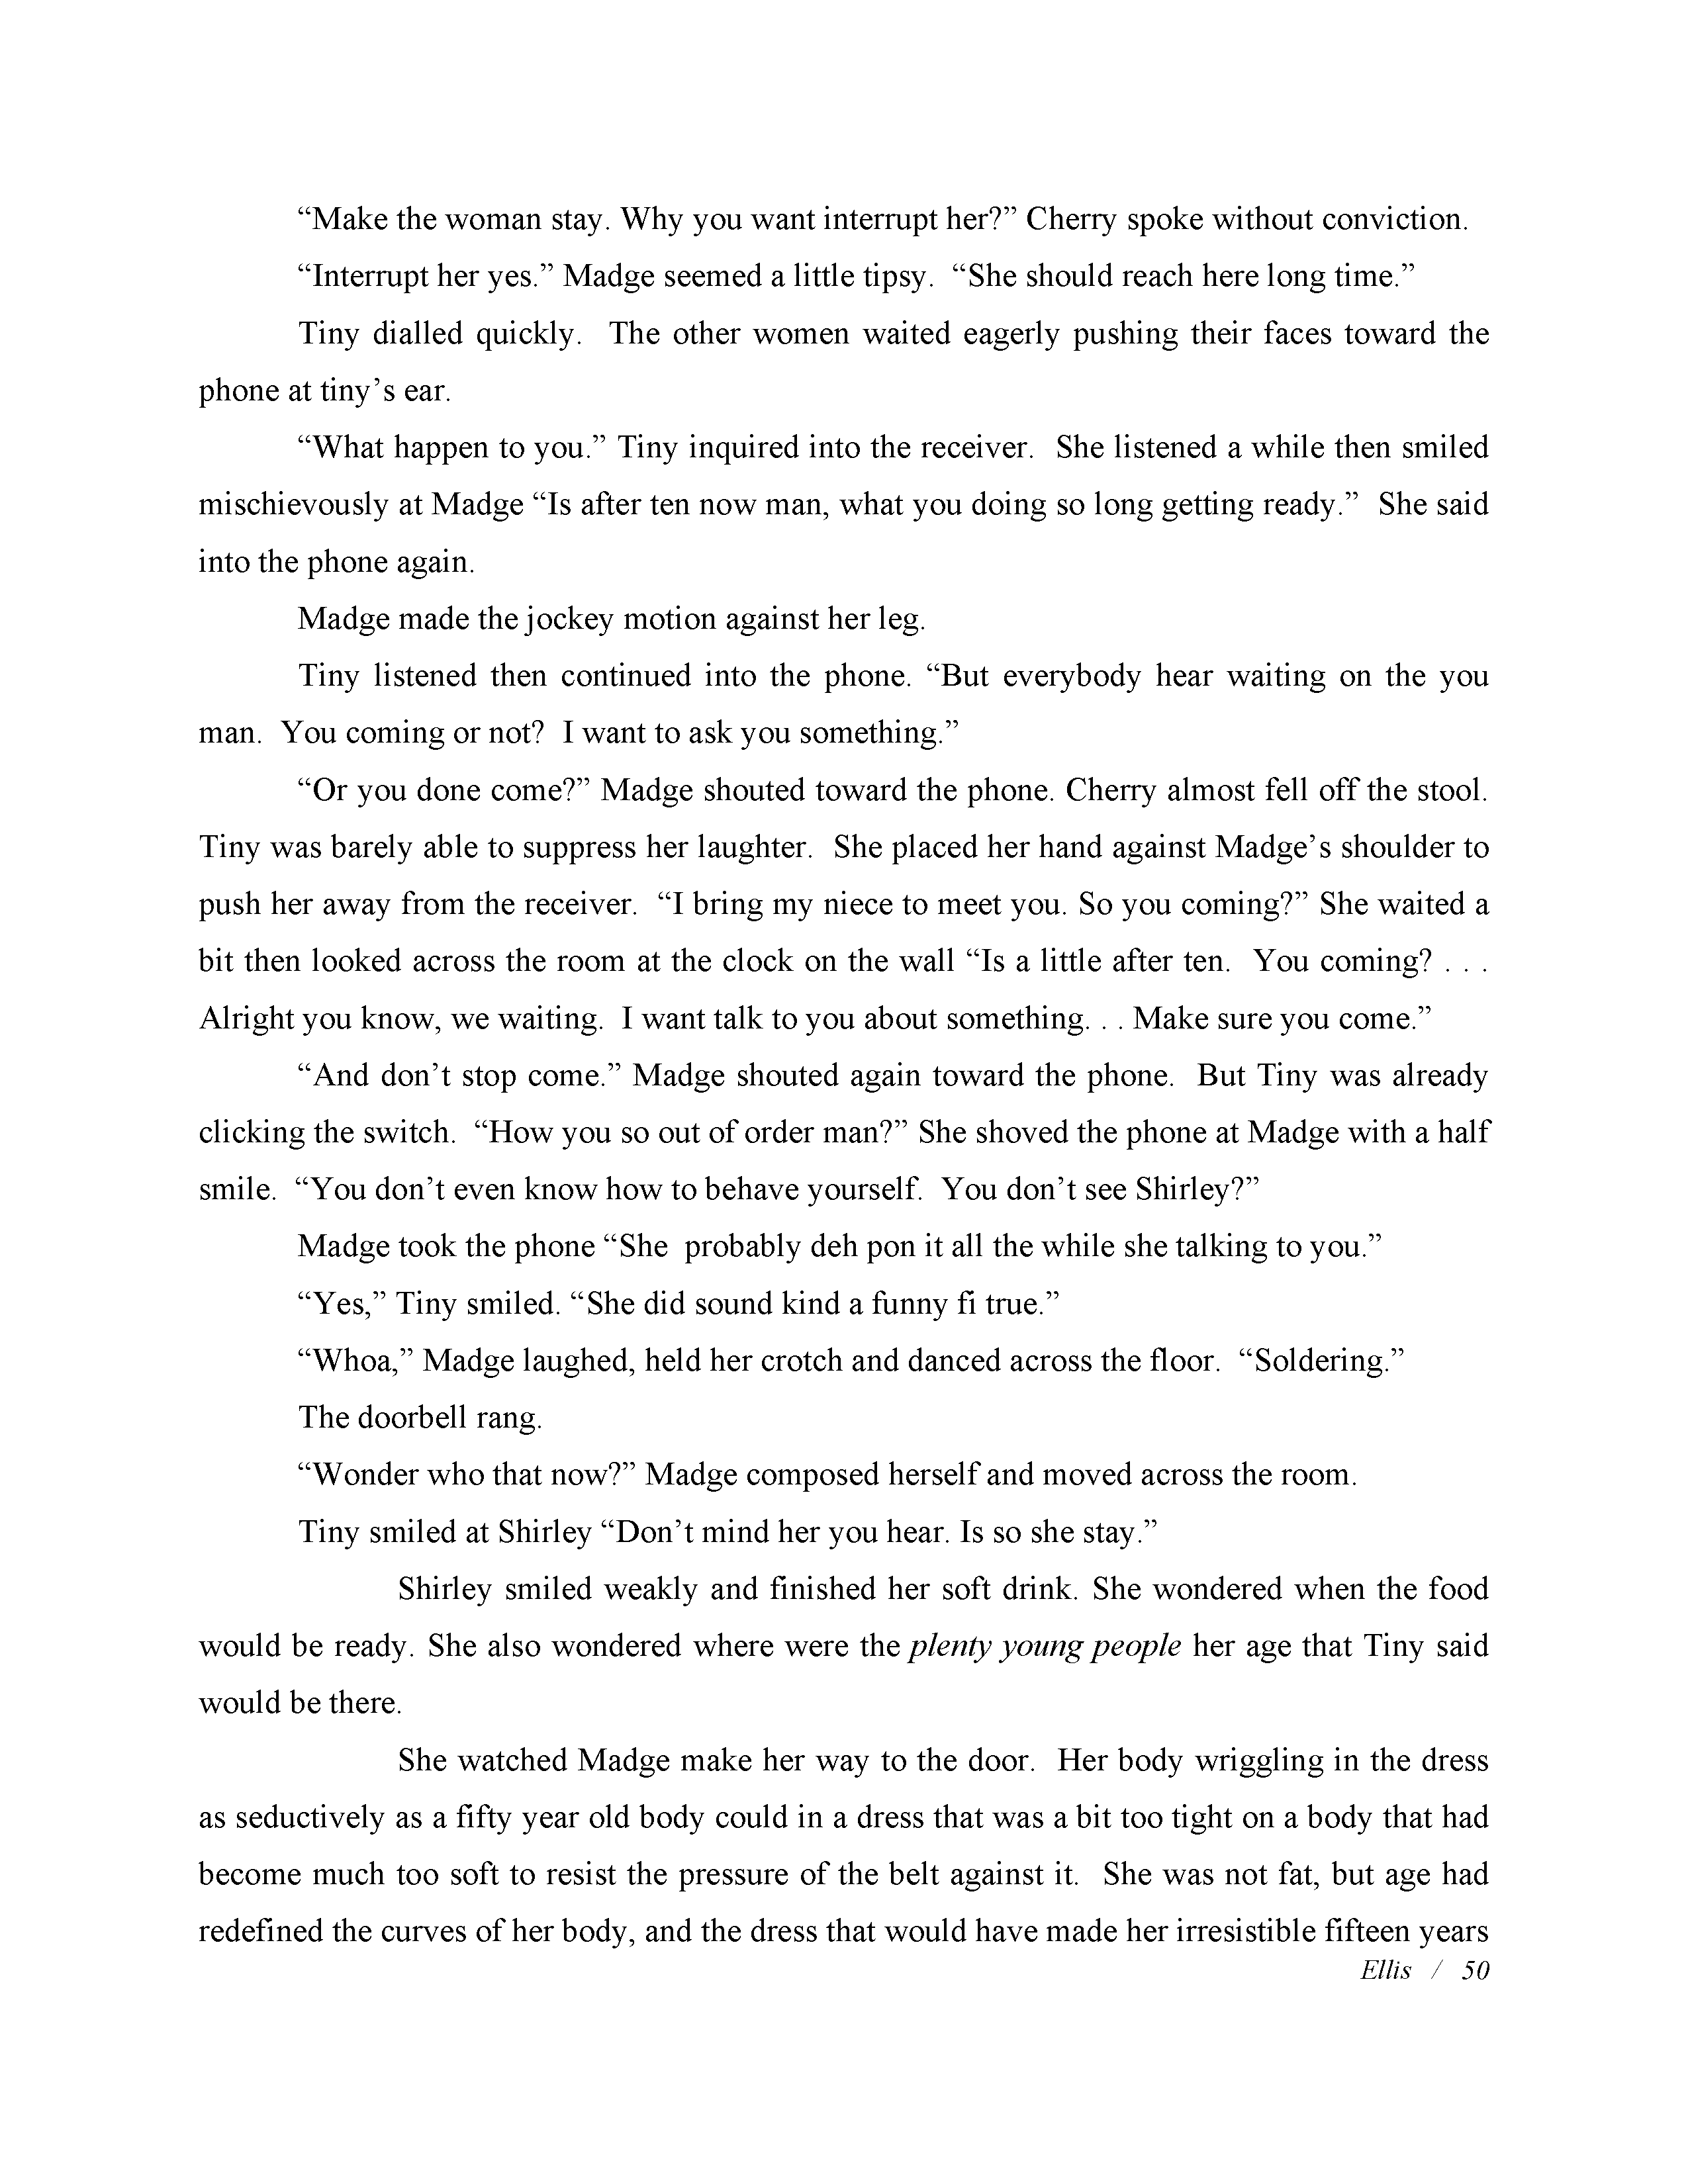 “Make the woman stay. Why you want interrupt her?” Cherry spoke without conviction.
“Interrupt her yes.” Madge seemed a little tipsy.  “She should reach here long time.”
Tiny dialled quickly.  The other women waited eagerly pushing their faces toward the
phone at tiny’s ear.
“What happen to you.” Tiny inquired into the receiver.  She listened a while then smiled
mischievously at Madge “Is after ten now man, what you doing so long getting ready.”  She said
into the phone again.
Madge made the jockey motion against her leg.
Tiny listened then continued into the phone. “But everybody hear waiting on the you
man.  You coming or not?  I want to ask you something.”
“Or you done come?” Madge shouted toward the phone. Cherry almost fell off the stool.
Tiny was barely able to suppress her laughter.  She placed her hand against Madge’s shoulder to
push her away from the receiver.  “I bring my niece to meet you. So you coming?” She waited a
bit then looked across the room at the clock on the wall “Is a little after ten.  You coming? . . .
Alright you know, we waiting.  I want talk to you about something. . . Make sure you come.”
“And don’t stop come.” Madge shouted again toward the phone.  But Tiny was already
clicking the switch.  “How you so out of order man?” She shoved the phone at Madge with a half
smile.  “You don’t even know how to behave yourself.  You don’t see Shirley?”
Madge took the phone “She  probably deh pon it all the while she talking to you.”
“Yes,” Tiny smiled. “She did sound kind a funny fi true.”
“Whoa,” Madge laughed, held her crotch and danced across the floor.  “Soldering.”
The doorbell rang.
“Wonder who that now?” Madge composed herself and moved across the room.
Tiny smiled at Shirley “Don’t mind her you hear. Is so she stay.”
Shirley smiled weakly and finished her soft drink. She wondered when the food
would be ready. She also wondered where were the plenty young people her age that Tiny said
would be there.
She watched Madge make her way to the door.  Her body wriggling in the dress
as seductively as a fifty year old body could in a dress that was a bit too tight on a body that had
become much too soft to resist the pressure of the belt against it.  She was not fat, but age had
redefined the curves of her body, and the dress that would have made her irresistible fifteen years
Ellis / 50